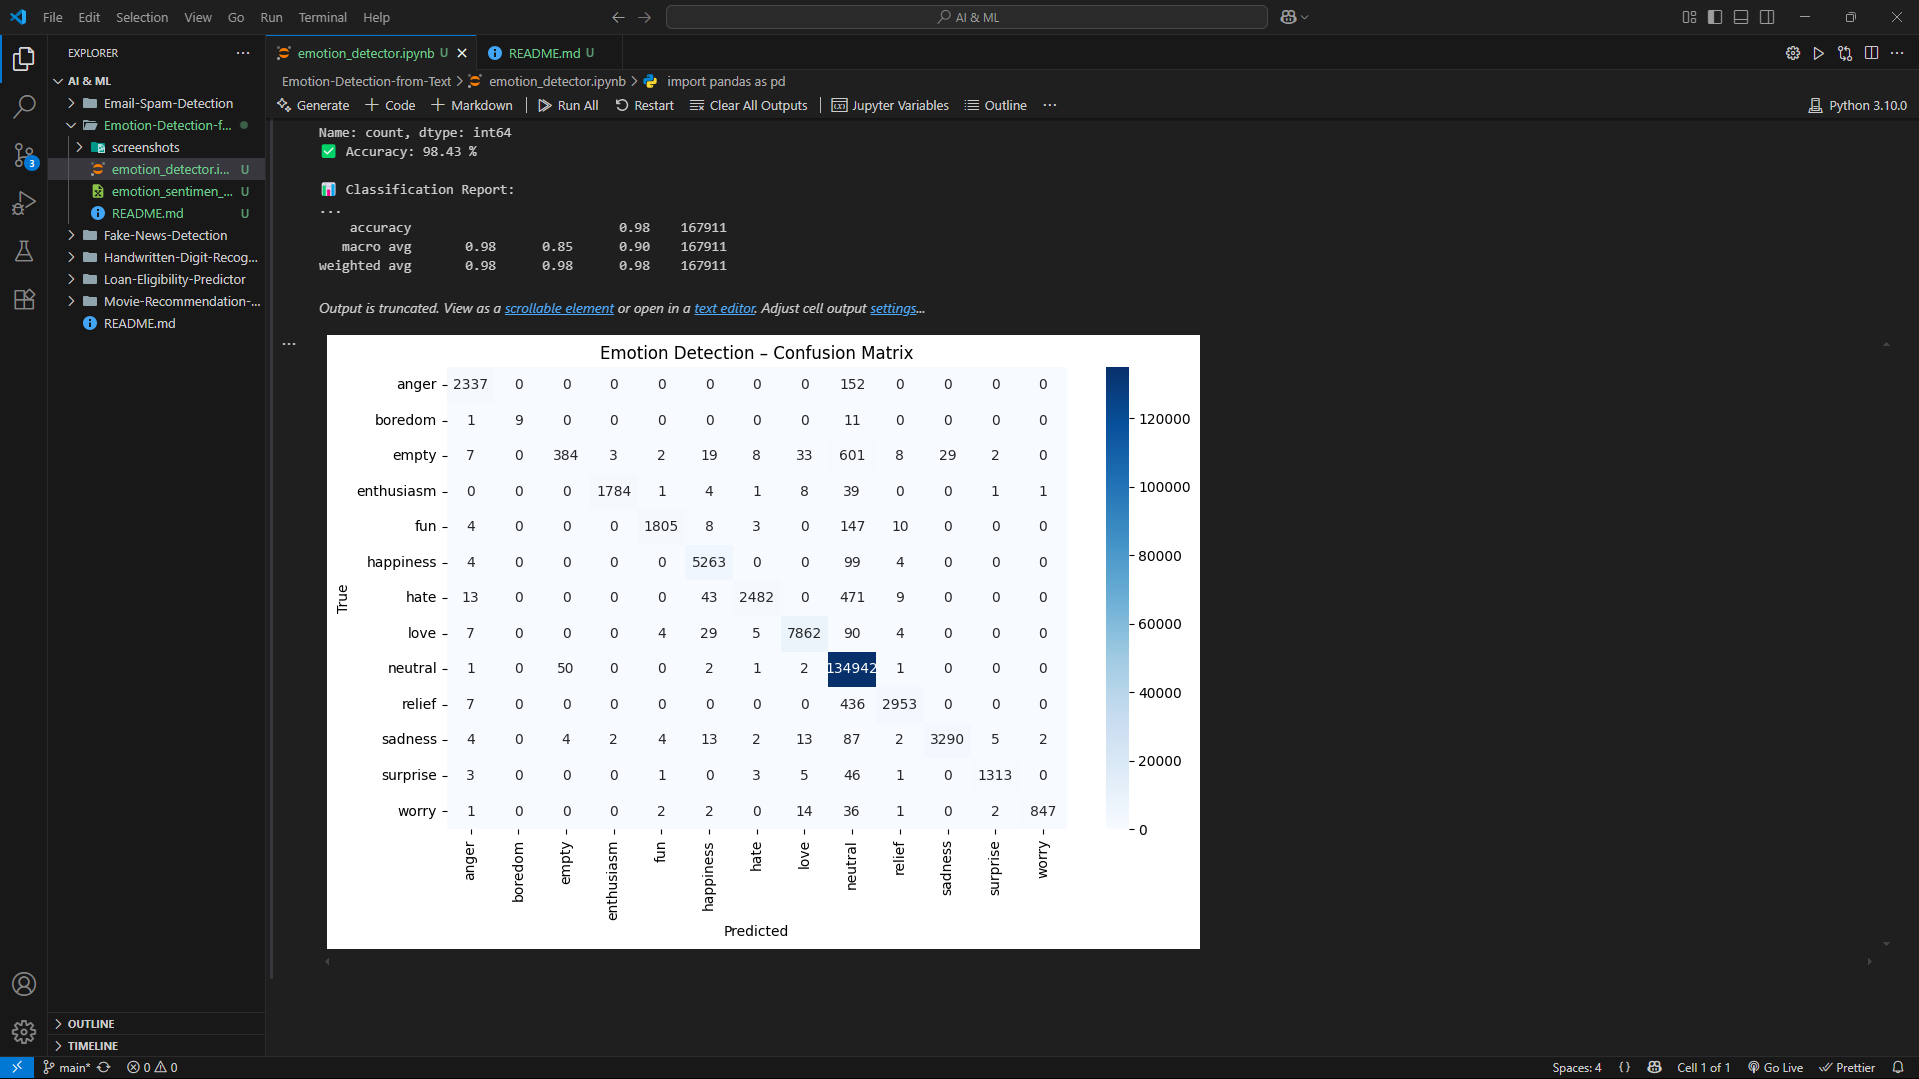 File Edit Selection View Go Run Terminal Help
AI & ML
EXPLORER
AI & ML
Email-Spam-Detection
Emotion-Detection-f...
screenshots
emotion_detector.i... U
emotion_sentimen_... U
README.md U
Fake-News-Detection
Handwritten-Digit-Recog...
Loan-Eligibility-Predictor
Movie-Recommendation-...
README.md
OUTLINE
TIMELINE
3
emotion_detector.ipynb U
README.md U
Emotion-Detection-from-Text > emotion_detector.ipynb > import pandas as pd
Generate + Code + Markdown Run All Restart Clear All Outputs Jupyter Variables Outline ...
Python 3.10.0
Name: count, dtype: int64
Accuracy: 98.43 %
Classification Report:
...
accuracy 0.98 167911
macro avg 0.98 0.85 0.90 167911
weighted avg 0.98 0.98 0.98 167911
Output is truncated. View as a scrollable element or open in a text editor. Adjust cell output settings...
Emotion Detection – Confusion Matrix
True
anger 2337 0 0 0 0 0 0 0 152 0 0 0 0
boredom 1 9 0 0 0 0 0 0 11 0 0 0 0
empty 7 0 384 3 2 19 8 33 601 8 29 2 0
enthusiasm 0 0 0 1784 1 4 1 8 39 0 0 1 1
fun 4 0 0 0 1805 8 3 0 147 10 0 0 0
happiness 4 0 0 0 0 5263 0 0 99 4 0 0 0
hate 13 0 0 0 0 43 2482 0 471 9 0 0 0
love 7 0 0 0 4 29 5 7862 90 4 0 0 0
neutral 1 0 50 0 0 2 1 2 134942 1 0 0 0
relief 7 0 0 0 0 0 0 0 436 2953 0 0 0
sadness 4 0 4 2 4 13 2 13 87 2 3290 5 2
surprise 3 0 0 0 1 0 3 5 46 1 0 1313 0
worry 1 0 0 0 2 2 0 14 36 1 0 2 847
anger boredom empty enthusiasm fun happiness hate love neutral relief sadness surprise worry
Predicted
120000
100000
80000
60000
40000
20000
0
main* 0 0
Spaces: 4 {} Cell 1 of 1 Go Live Prettier